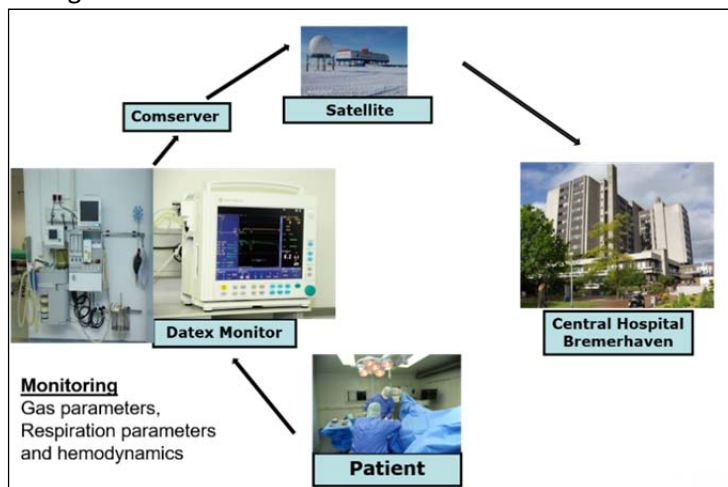 Satellite
Comserver
Datex Monitor
Central Hospital
Bremerhaven
Monitoring
Gas parameters,
Respiration parameters
and hemodynamics
Patient